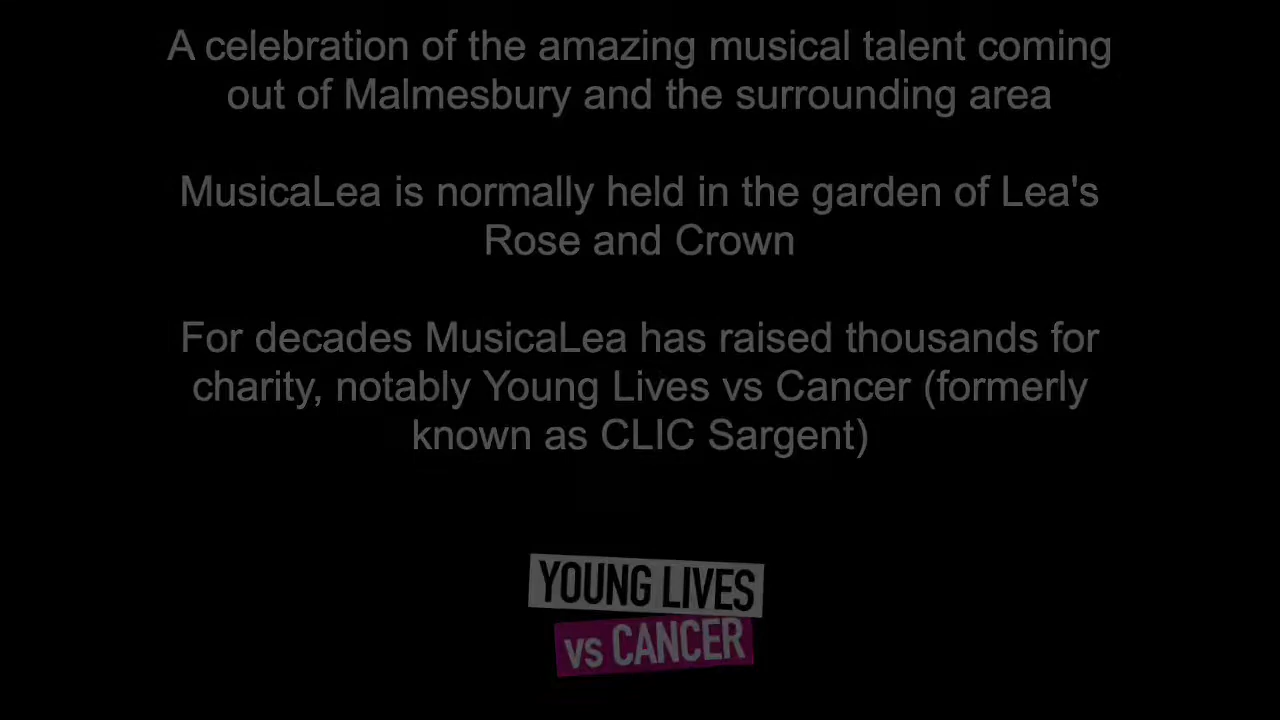 A celebration of the amazing musical talent coming
out of Malmesbury and the surrounding area
MusicaLea is normally held in the garden of Lea's
Rose and Crown
For decades MusicaLea has raised thousands for
charity, notably Young Lives vs Cancer (formerly
known as CLIC Sargent)
YOUNG LIVES
vs CANCER